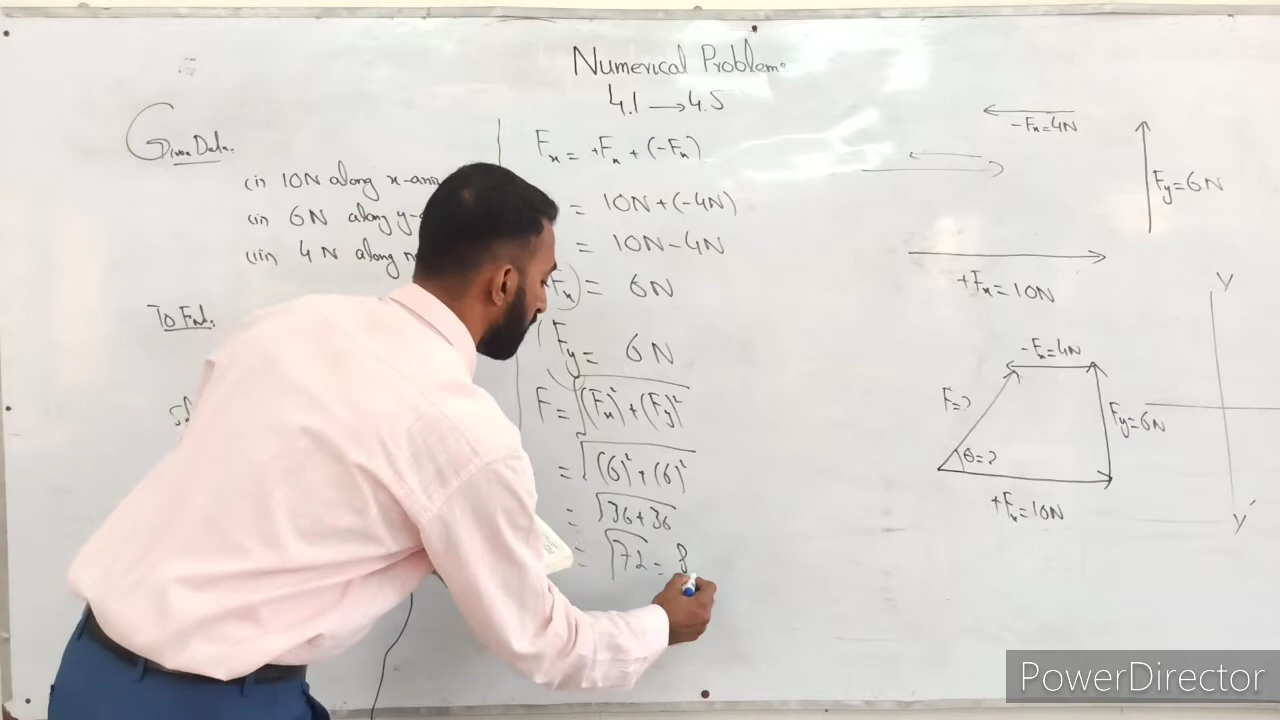 Numerical Problems
4.1 → 4.5
Given Data:
(i) 10N along x-axis
(ii) 6N along y-
(iii) 4N along
To Find:
Fx = +Fx + (-Fx)
= 10N + (-4N)
= 10N - 4N
Fx = 6N
Fy = 6N
F = √(Fx)² + (Fy)²
= √(6)² + (6)²
= √36+36
= √72 = 8
-Fx = 4N
Fy = 6N
+Fx = 10N
Y
-Fx = 4N
F = ?
Fy = 6N
θ = ?
+Fx = 10N
Y'
PowerDirector